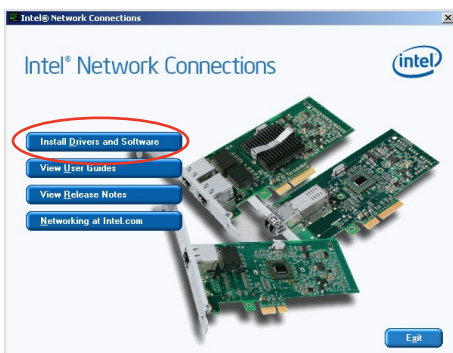 Intel® Network Connections
Intel® Network Connections
intel
Install Drivers and Software
View User Guides
View Release Notes
Networking at Intel.com
Exit